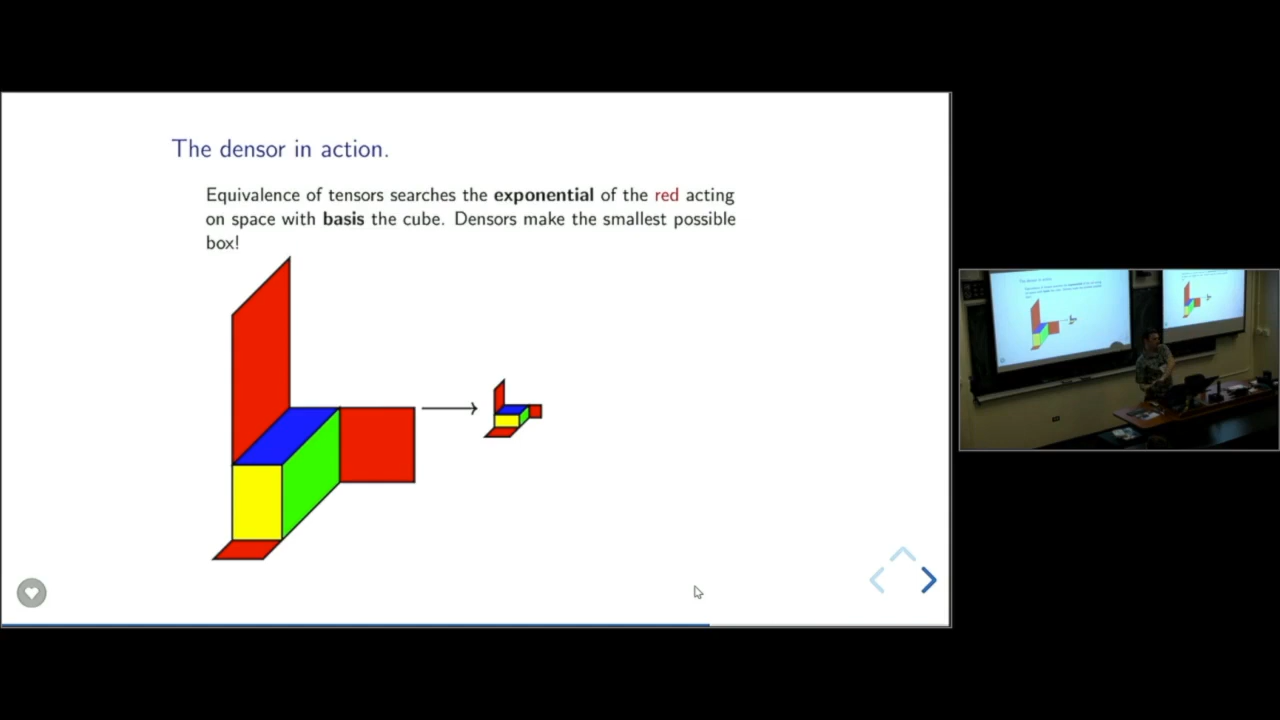 The densor in action.
Equivalence of tensors searches the exponential of the red acting
on space with basis the cube. Densors make the smallest possible
box!